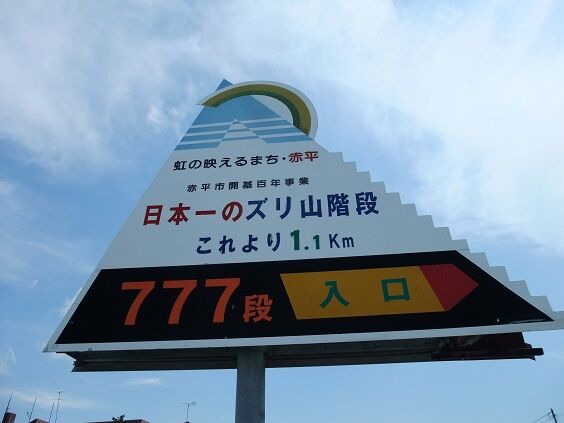 虹の映えるまち・赤平
赤平市開基百年事業
日本一のズリ山階段
これより1.1Km
777段 入口